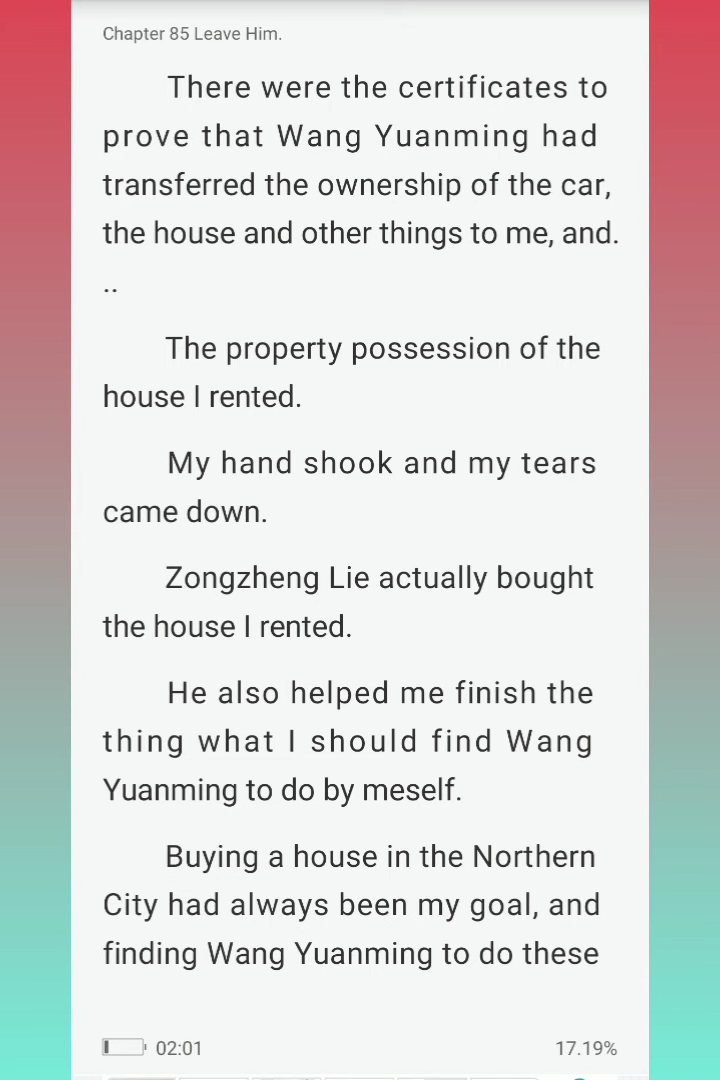 Chapter 85 Leave Him.
There were the certificates to
prove that Wang Yuanming had
transferred the ownership of the car,
the house and other things to me, and.
..
The property possession of the
house I rented.
My hand shook and my tears
came down.
Zongzheng Lie actually bought
the house I rented.
He also helped me finish the
thing what I should find Wang
Yuanming to do by meself.
Buying a house in the Northern
City had always been my goal, and
finding Wang Yuanming to do these
02:01
17.19%